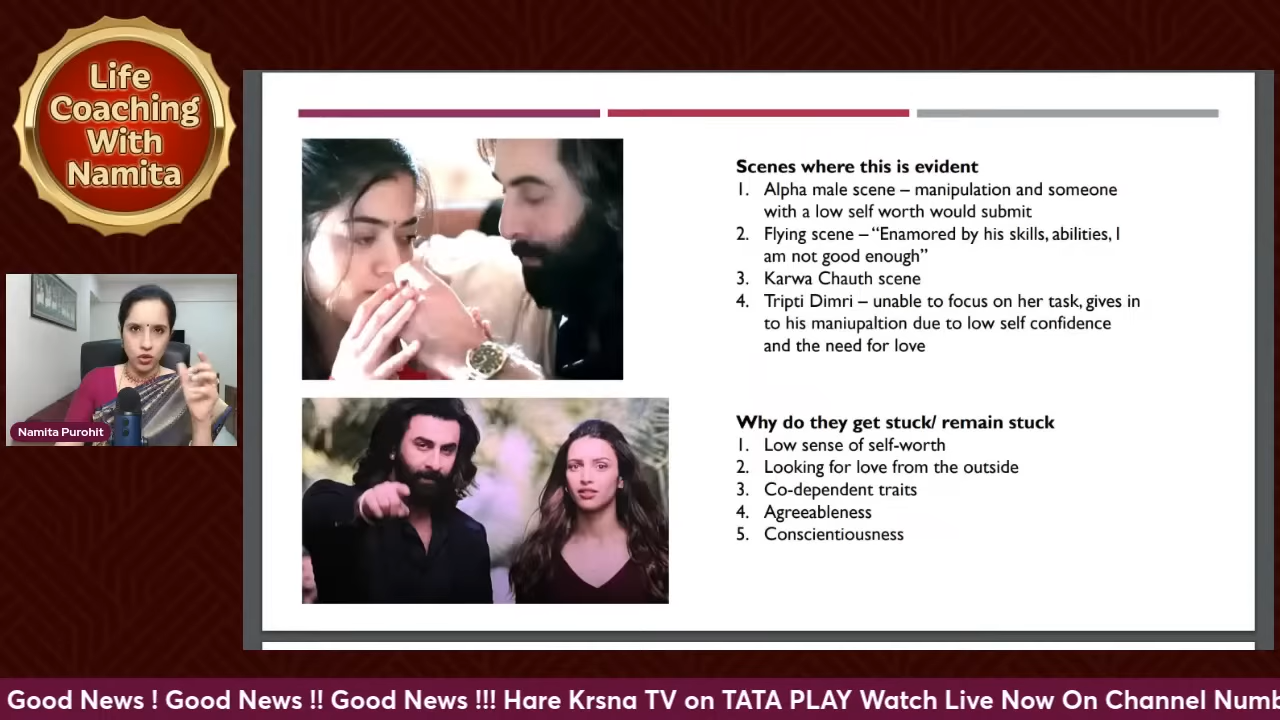 Life
Coaching
With
Namita
Namita Purohit
Scenes where this is evident
1. Alpha male scene – manipulation and someone
with a low self worth would submit
2. Flying scene – “Enamored by his skills, abilities, I
am not good enough”
3. Karwa Chauth scene
4. Tripti Dimri – unable to focus on her task, gives in
to his maniupaltion due to low self confidence
and the need for love
Why do they get stuck/ remain stuck
1. Low sense of self-worth
2. Looking for love from the outside
3. Co-dependent traits
4. Agreeableness
5. Conscientiousness
Good News ! Good News !! Good News !!! Hare Krsna TV on TATA PLAY Watch Live Now On Channel Numb